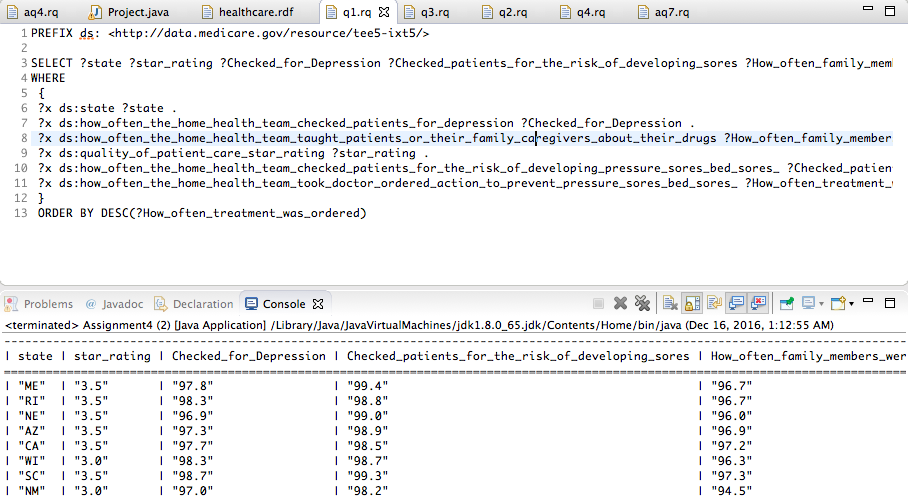 aq4.rq Project.java healthcare.rdf q1.rq q3.rq q2.rq q4.rq aq7.rq
1 PREFIX ds: <http://data.medicare.gov/resource/tee5-ixt5/>
2
3 SELECT ?state ?star_rating ?Checked_for_Depression ?Checked_patients_for_the_risk_of_developing_sores ?How_often_family_mem
4 WHERE
5 {
6 ?x ds:state ?state .
7 ?x ds:how_often_the_home_health_team_checked_patients_for_depression ?Checked_for_Depression .
8 ?x ds:how_often_the_home_health_team_taught_patients_or_their_family_caregivers_about_their_drugs ?How_often_family_member
9 ?x ds:quality_of_patient_care_star_rating ?star_rating .
10 ?x ds:how_often_the_home_health_team_checked_patients_for_the_risk_of_developing_pressure_sores_bed_sores_ ?Checked_patien
11 ?x ds:how_often_the_home_health_team_took_doctor_ordered_action_to_prevent_pressure_sores_bed_sores_ ?How_often_treatment_w
12 }
13 ORDER BY DESC(?How_often_treatment_was_ordered)
Problems @ Javadoc Declaration Console
<terminated> Assignment4 (2) [Java Application] /Library/Java/JavaVirtualMachines/jdk1.8.0_65.jdk/Contents/Home/bin/java (Dec 16, 2016, 1:12:55 AM)
| state | star_rating | Checked_for_Depression | Checked_patients_for_the_risk_of_developing_sores | How_often_family_members_wer
| "ME" | "3.5" | "97.8" | "99.4" | "96.7"
| "RI" | "3.5" | "98.3" | "98.8" | "96.7"
| "NE" | "3.5" | "96.9" | "99.0" | "96.0"
| "AZ" | "3.5" | "97.3" | "98.9" | "96.9"
| "CA" | "3.5" | "97.7" | "98.5" | "97.2"
| "WI" | "3.0" | "98.3" | "98.7" | "96.3"
| "SC" | "3.5" | "98.7" | "99.3" | "97.3"
| "NM" | "3.0" | "97.0" | "98.2" | "94.5"